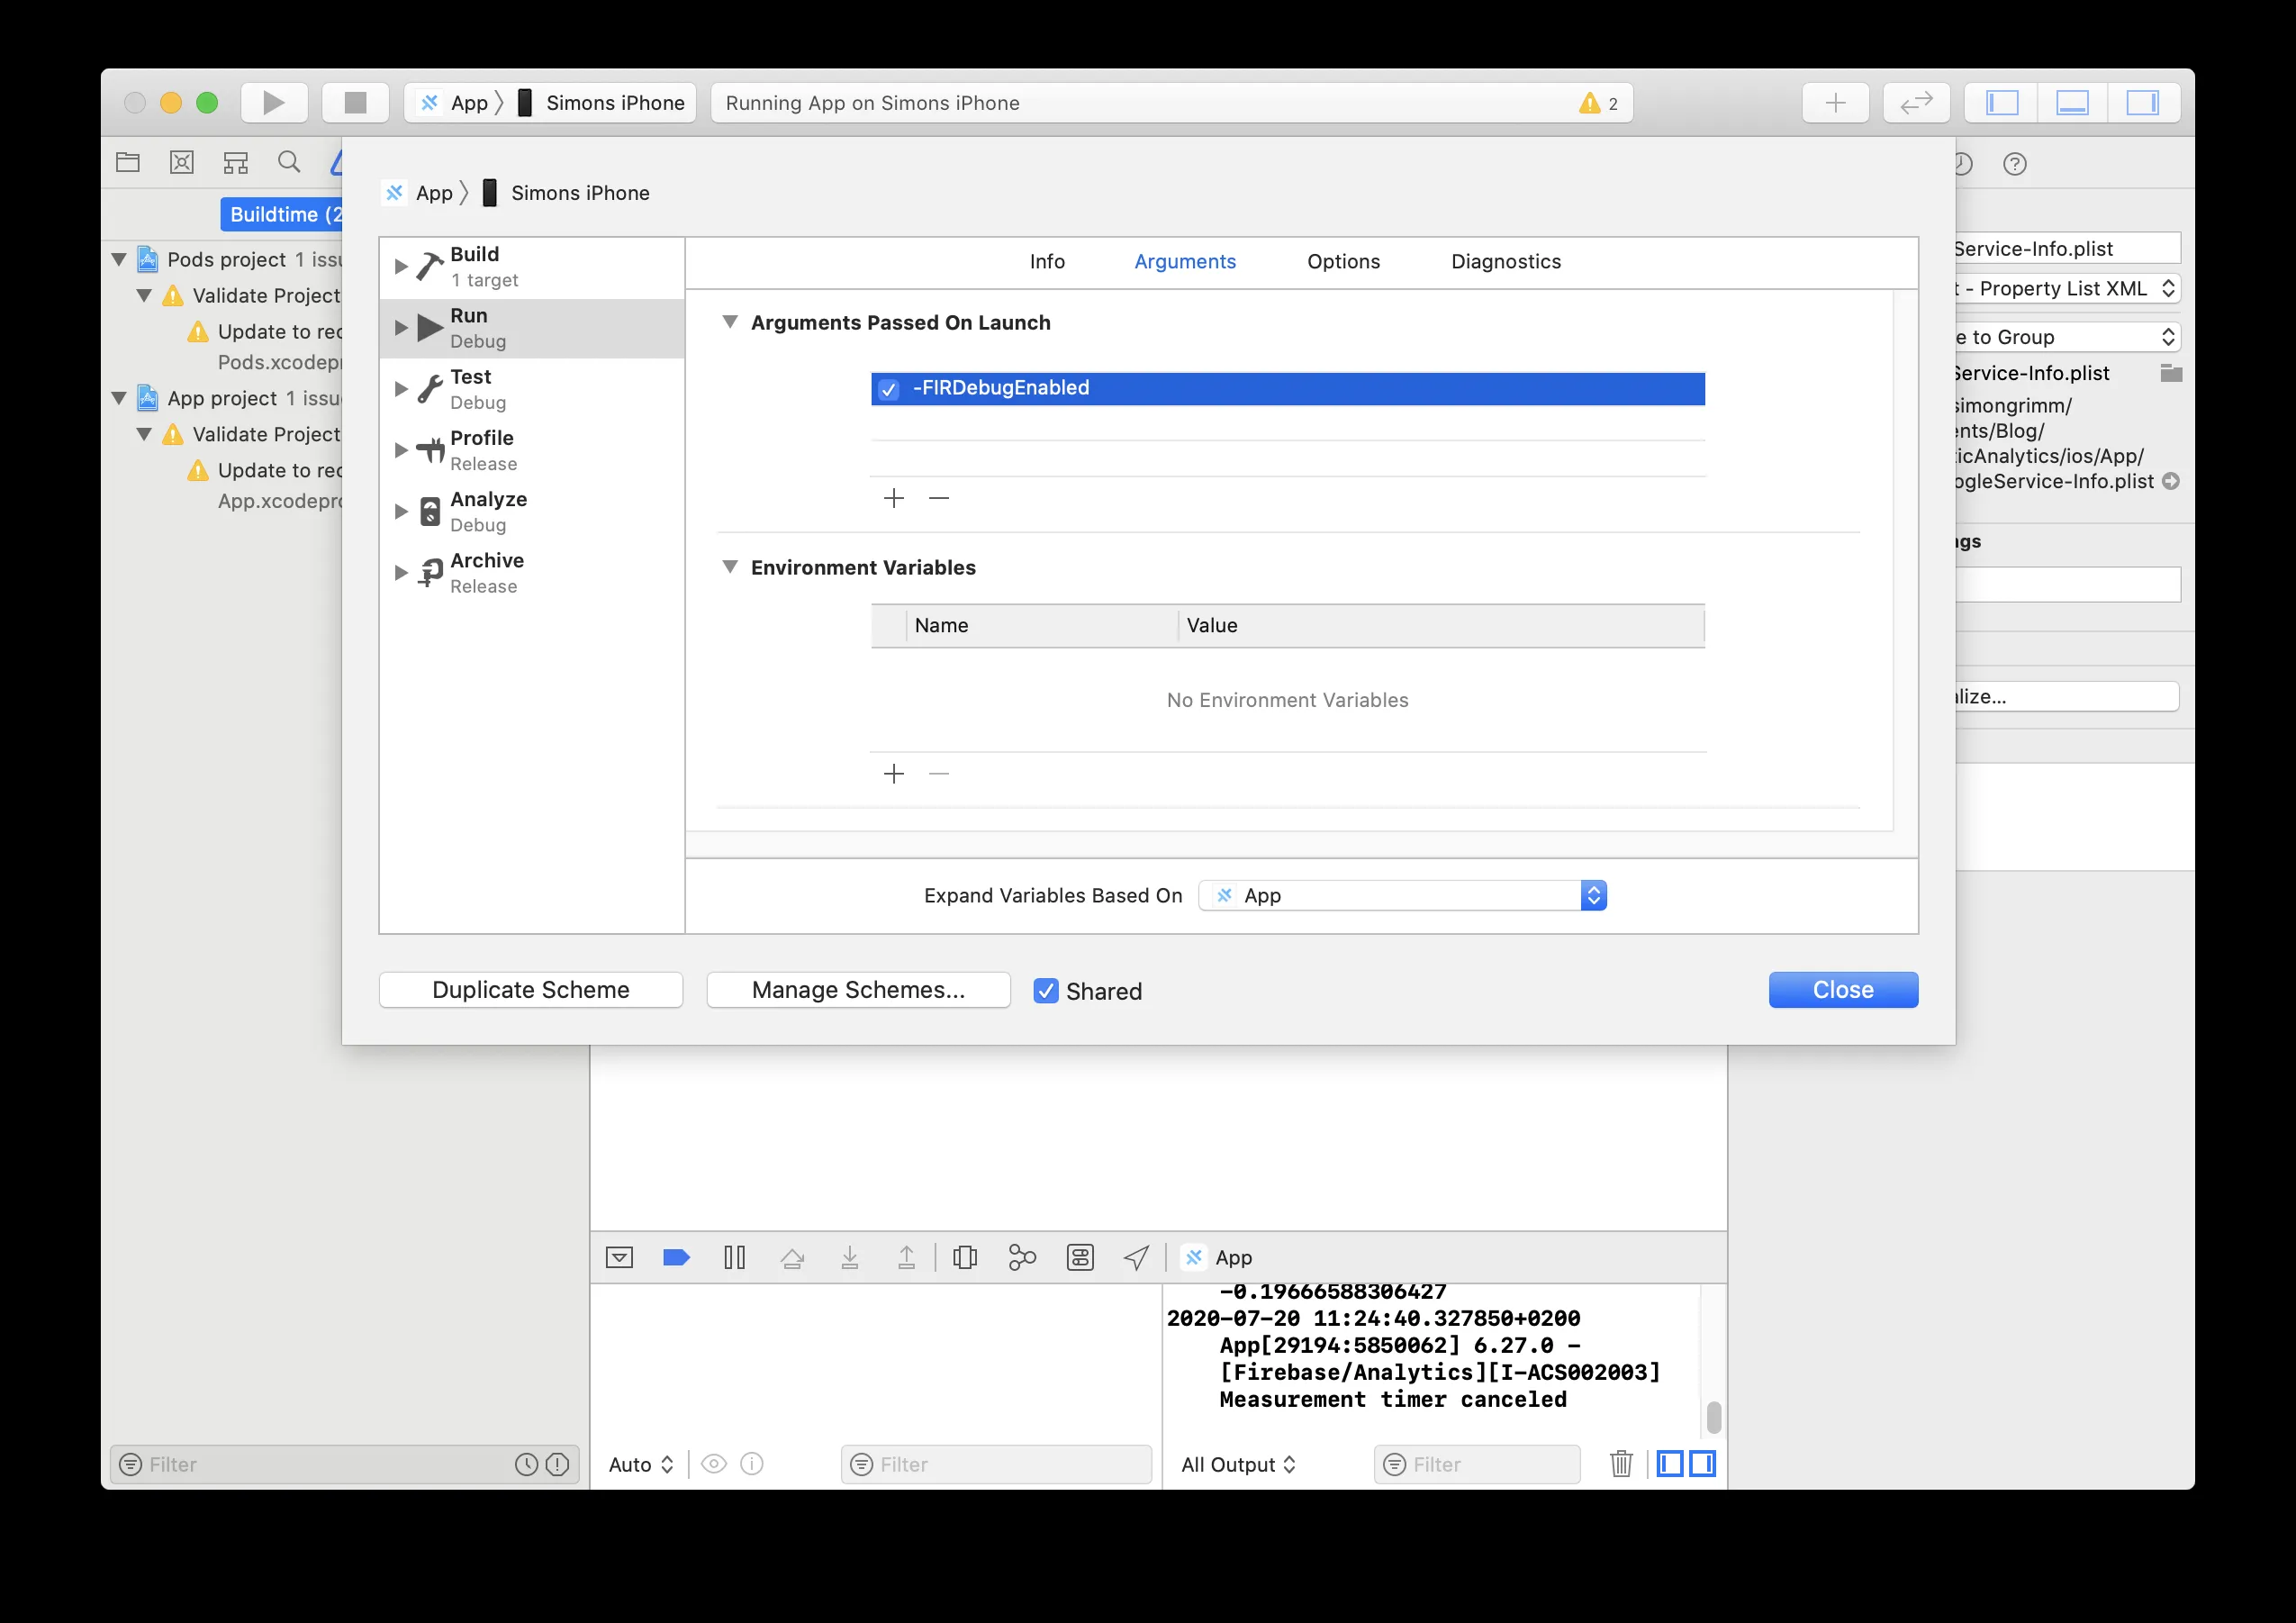 App
Simons iPhone
Running App on Simons iPhone
2
Buildtime (2
Pods project 1 issu
Validate Project
Update to rec
Pods.xcodepr
App project 1 issu
Validate Project
Update to rec
App.xcodepro
App
Simons iPhone
Build
1 target
Run
Debug
Test
Debug
Profile
Release
Analyze
Debug
Archive
Release
Info
Arguments
Options
Diagnostics
Arguments Passed On Launch
-FIRDebugEnabled
Environment Variables
Name
Value
No Environment Variables
Expand Variables Based On
App
Duplicate Scheme
Manage Schemes...
Shared
Close
Service-Info.plist
t - Property List XML
e to Group
Service-Info.plist
simongrimm/
ents/Blog/
icAnalytics/ios/App/
ogleService-Info.plist
ags
alize...
App
-0.19666588306427
2020-07-20 11:24:40.327850+0200
App[29194:5850062] 6.27.0 -
[Firebase/Analytics][I-ACS002003]
Measurement timer canceled
Filter
Auto
Filter
All Output
Filter